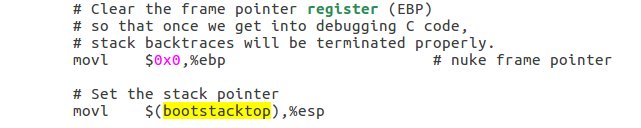 # Clear the frame pointer register (EBP)
# so that once we get into debugging C code,
# stack backtraces will be terminated properly.
movl $0x0,%ebp # nuke frame pointer
# Set the stack pointer
movl $(bootstacktop),%esp